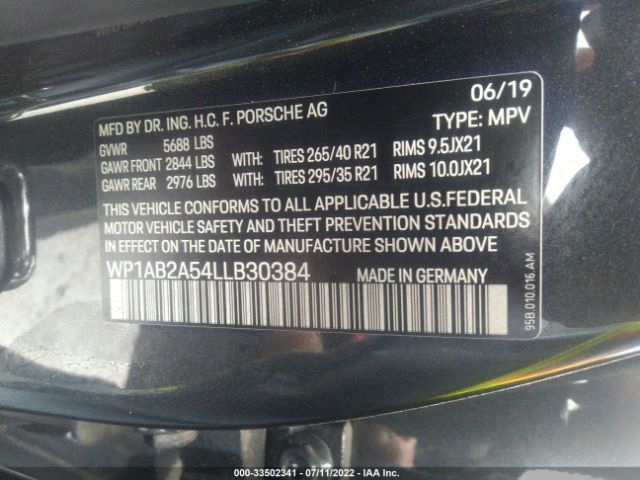 06/19
MFD BY DR. ING. H.C. F. PORSCHE AG
TYPE: MPV
GVWR 5688 LBS
GAWR FRONT 2844 LBS WITH: TIRES 265/40 R21 RIMS 9.5JX21
GAWR REAR 2976 LBS WITH: TIRES 295/35 R21 RIMS 10.0JX21
THIS VEHICLE CONFORMS TO ALL APPLICABLE U.S.FEDERAL
MOTOR VEHICLE SAFETY AND THEFT PREVENTION STANDARDS
IN EFFECT ON THE DATE OF MANUFACTURE SHOWN ABOVE
WP1AB2A54LLB30384 MADE IN GERMANY
95B.010.016 AM
000-33502341 - 07/11/2022 - IAA Inc.